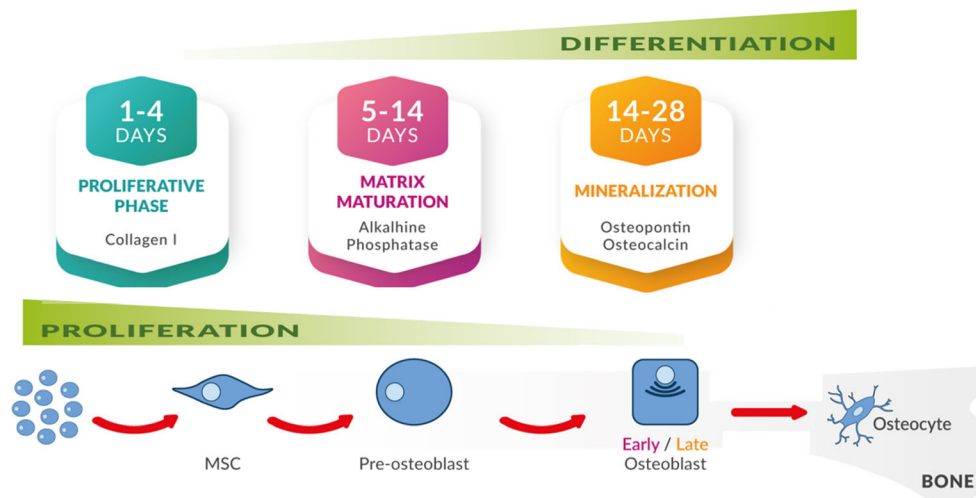 DIFFERENTIATION
1-4
DAYS
PROLIFERATIVE
PHASE
Collagen I
5-14
DAYS
MATRIX
MATURATION
Alkalhine
Phosphatase
14-28
DAYS
MINERALIZATION
Osteopontin
Osteocalcin
PROLIFERATION
MSC
Pre-osteoblast
Early / Late
Osteoblast
Osteocyte
BONE